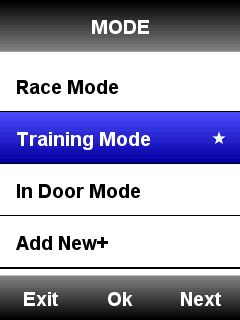 MODE
Race Mode
Training Mode ★
In Door Mode
Add New+
Exit Ok Next